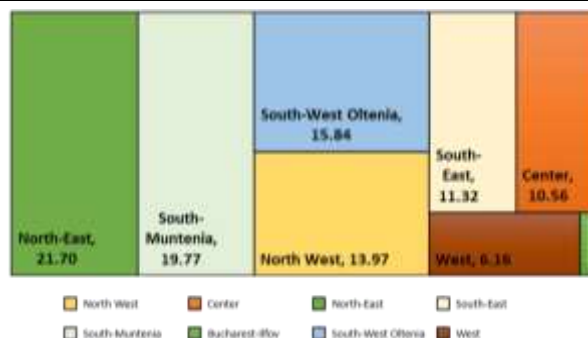 South-West Oltenia,
15.84
South-
East,
11.32
Center,
10.56
North-East,
21.70
South-
Muntenia,
19.77
North West, 13.97
West, 6.16
North West
Center
North-East
South-East
South-Muntenia
Bucharest-Ilfov
South-West Oltenia
West